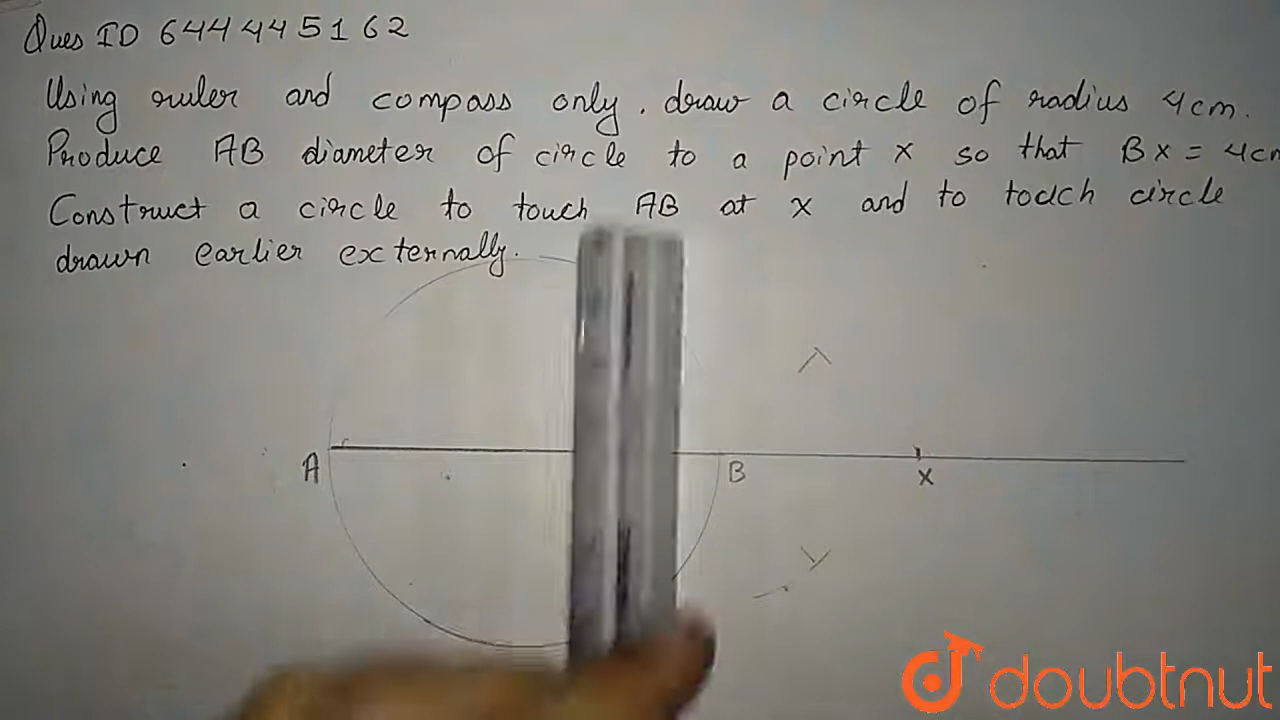 Ques ID 644445162
Using ruler and compass only. draw a circle of radius 4cm.
Produce AB diameter of circle to a point X so that BX = 4cm
Construct a circle to touch AB at X and to touch circle
drawn earlier externally.
A
B
X
doubtnut